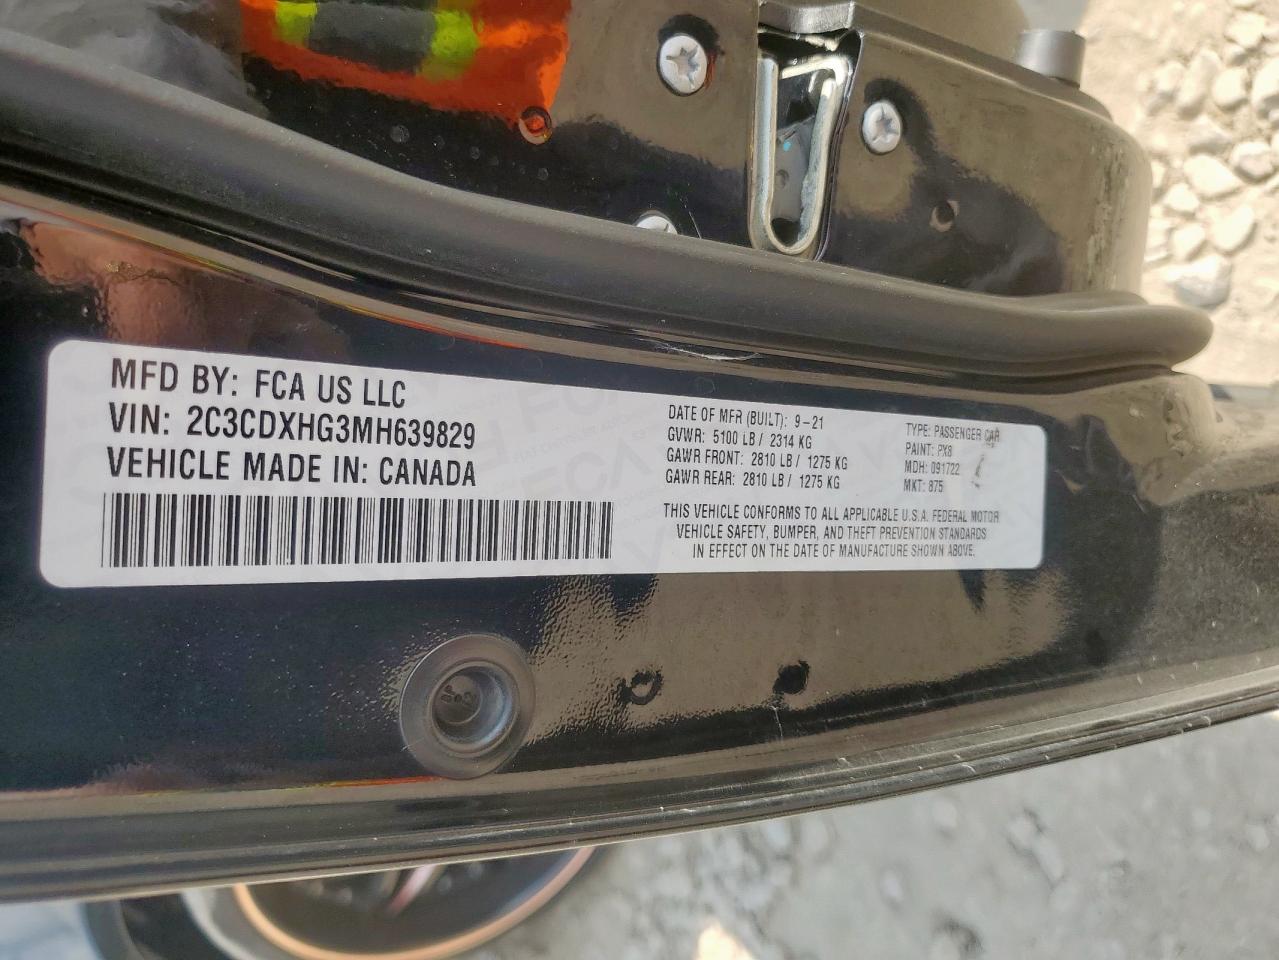 MFD BY: FCA US LLC
VIN: 2C3CDXHG3MH639829
VEHICLE MADE IN: CANADA
DATE OF MFR (BUILT): 9-21
GVWR: 5100 LB / 2314 KG
GAWR FRONT: 2810 LB / 1275 KG
GAWR REAR: 2810 LB / 1275 KG
TYPE: PASSENGER CAR
PAINT: PX8
MDH: 091722
MKT: 875
THIS VEHICLE CONFORMS TO ALL APPLICABLE U.S.A. FEDERAL MOTOR
VEHICLE SAFETY, BUMPER, AND THEFT PREVENTION STANDARDS
IN EFFECT ON THE DATE OF MANUFACTURE SHOWN ABOVE.